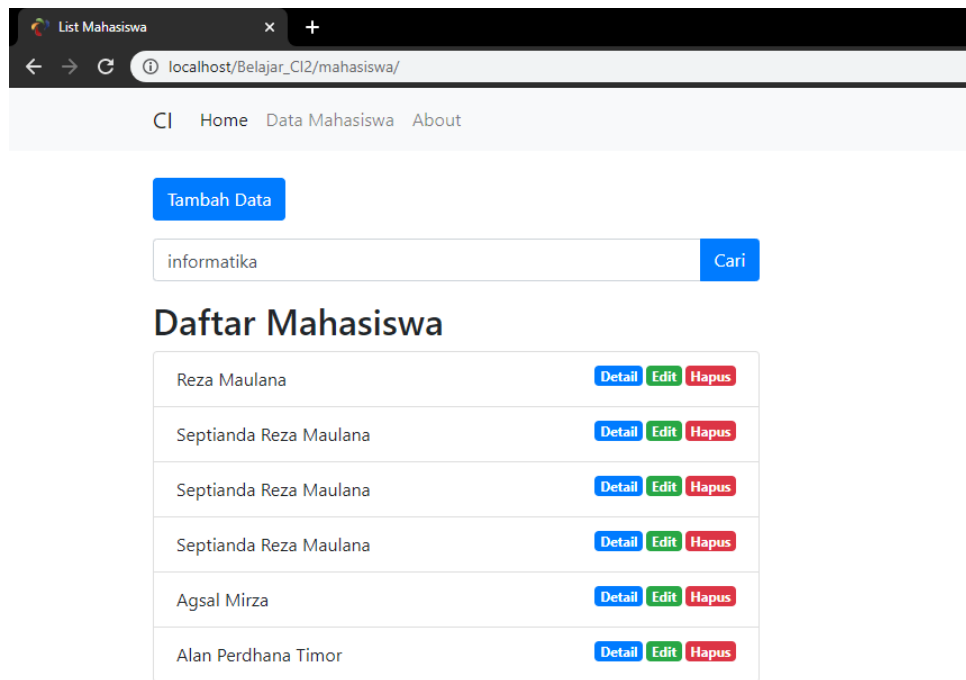 List Mahasiswa
localhost/Belajar_CI2/mahasiswa/
CI Home Data Mahasiswa About
Tambah Data
informatika Cari
Daftar Mahasiswa
Reza Maulana Detail Edit Hapus
Septianda Reza Maulana Detail Edit Hapus
Septianda Reza Maulana Detail Edit Hapus
Septianda Reza Maulana Detail Edit Hapus
Agsal Mirza Detail Edit Hapus
Alan Perdhana Timor Detail Edit Hapus